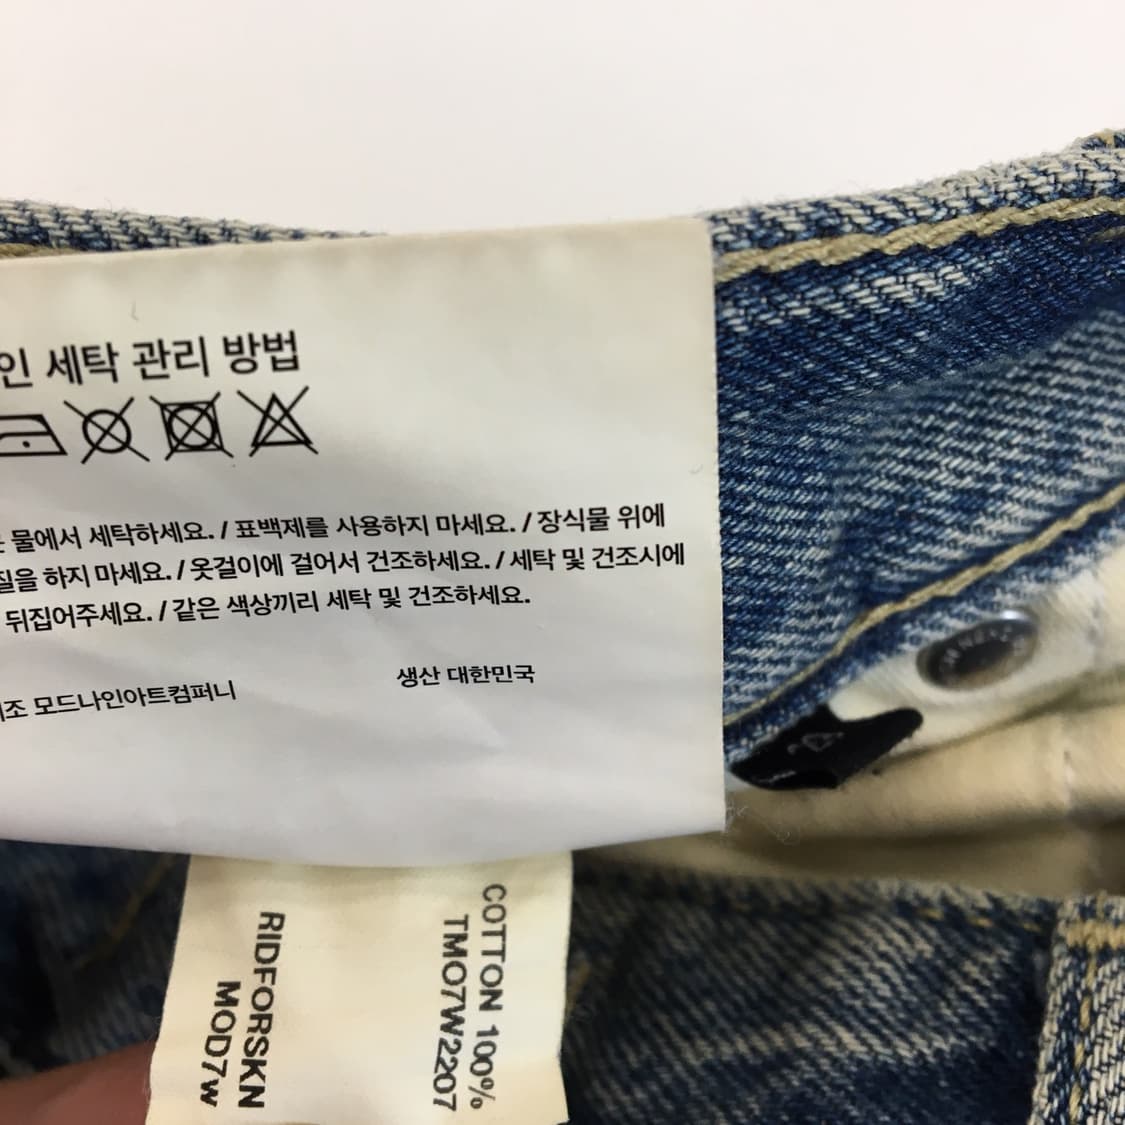 인 세탁 관리 방법
물에서 세탁하세요. / 표백제를 사용하지 마세요. / 장식물 위에
질을 하지 마세요. / 옷걸이에 걸어서 건조하세요. / 세탁 및 건조시에
뒤집어주세요. / 같은 색상끼리 세탁 및 건조하세요.
제조 모드나인아트컴퍼니
생산 대한민국
COTTON 100%
TMO7W2207
RIDFORSKN
MOD7W